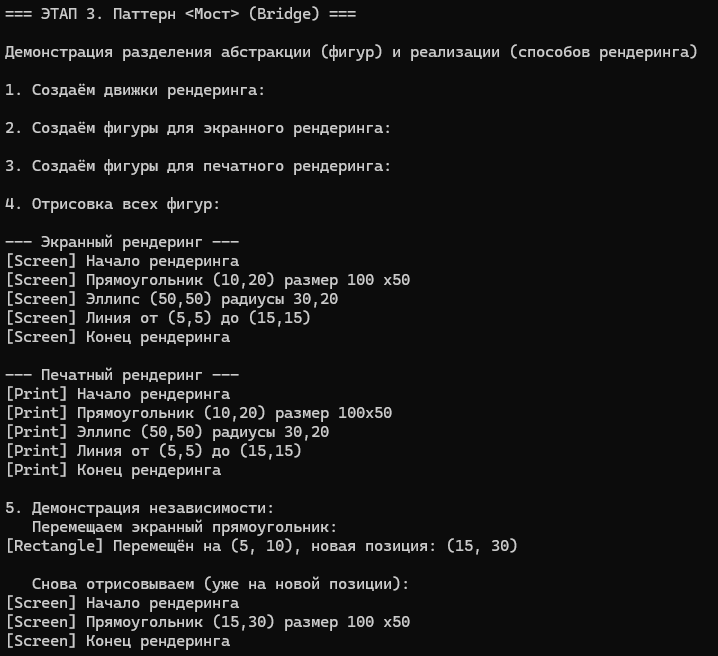 === ЭТАП 3. Паттерн <Мост> (Bridge) ===
Демонстрация разделения абстракции (фигур) и реализации (способов рендеринга)
1. Создаём движки рендеринга:
2. Создаём фигуры для экранного рендеринга:
3. Создаём фигуры для печатного рендеринга:
4. Отрисовка всех фигур:
--- Экранный рендеринг ---
[Screen] Начало рендеринга
[Screen] Прямоугольник (10,20) размер 100 x50
[Screen] Эллипс (50,50) радиусы 30,20
[Screen] Линия от (5,5) до (15,15)
[Screen] Конец рендеринга
--- Печатный рендеринг ---
[Print] Начало рендеринга
[Print] Прямоугольник (10,20) размер 100x50
[Print] Эллипс (50,50) радиусы 30,20
[Print] Линия от (5,5) до (15,15)
[Print] Конец рендеринга
5. Демонстрация независимости:
Перемещаем экранный прямоугольник:
[Rectangle] Перемещён на (5, 10), новая позиция: (15, 30)
Снова отрисовываем (уже на новой позиции):
[Screen] Начало рендеринга
[Screen] Прямоугольник (15,30) размер 100 x50
[Screen] Конец рендеринга